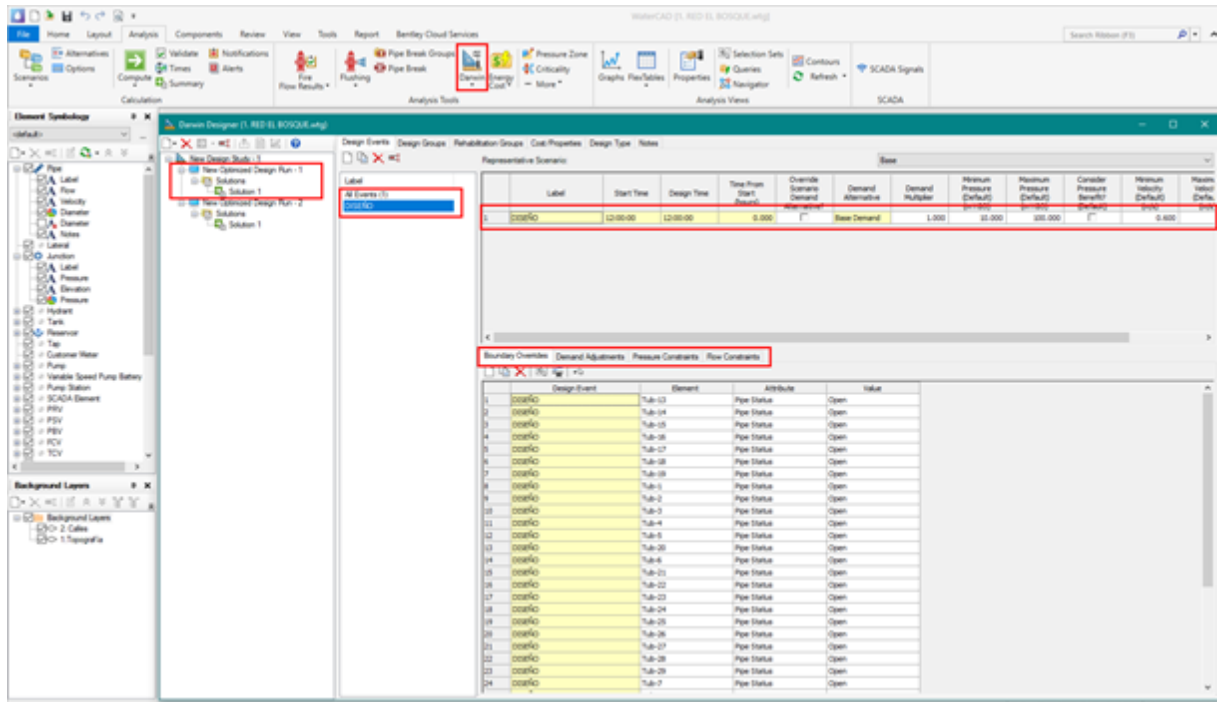 WaterCAD [1. RED EL BOSQUE.wtg]
File Home Layout Analysis Components Review View Tools Report Bentley Cloud Services
Search Ribbon (F3)
Scenarios
Alternatives
Options
Compute
Validate
Times
Summary
Notifications
Alerts
Calculation
Fire Flow Results
Flushing
Pipe Break Groups
Pipe Break
Darwin
Energy Cost
Pressure Zone
Criticality
More
Analysis Tools
Graphs
FlexTables
Properties
Selection Sets
Queries
Navigator
Contours
Refresh
Analysis Views
SCADA Signals
SCADA
Element Symbology
<default>
Pipe
Label
Flow
Velocity
Diameter
Diameter
Notes
Lateral
Junction
Label
Pressure
Elevation
Pressure
Hydrant
Tank
Reservoir
Tap
Customer Meter
Pump
Variable Speed Pump Battery
Pump Station
SCADA Element
PRV
PSV
PBV
FCV
TCV
Background Layers
Background Layers
2. Calles
1.Topografía
Darwin Designer (1. RED EL BOSQUE.wtg)
New Design Study - 1
New Optimized Design Run - 1
Solutions
Solution 1
New Optimized Design Run - 2
Solutions
Solution 1
Design Events Design Groups Rehabilitation Groups Cost/Properties Design Type Notes
Label
All Events (1)
DISEÑO
Representative Scenario: Base
Label
Start Time
Design Time
Time From Start (hours)
Override Scenario Demand Alternative?
Demand Alternative
Demand Multiplier
Minimum Pressure (Default)
Maximum Pressure (Default)
Consider Pressure Benefit? (Default)
Minimum Velocity (Default)
1 DISEÑO 12:00:00 12:00:00 0.000 Base Demand 1.000 10.000 100.000 0.600
Boundary Overrides Demand Adjustments Pressure Constraints Flow Constraints
Design Event Element Attribute Value
1 DISEÑO Tub-13 Pipe Status Open
2 DISEÑO Tub-14 Pipe Status Open
3 DISEÑO Tub-15 Pipe Status Open
4 DISEÑO Tub-16 Pipe Status Open
5 DISEÑO Tub-17 Pipe Status Open
6 DISEÑO Tub-18 Pipe Status Open
7 DISEÑO Tub-19 Pipe Status Open
8 DISEÑO Tub-1 Pipe Status Open
9 DISEÑO Tub-2 Pipe Status Open
10 DISEÑO Tub-3 Pipe Status Open
11 DISEÑO Tub-4 Pipe Status Open
12 DISEÑO Tub-5 Pipe Status Open
13 DISEÑO Tub-20 Pipe Status Open
14 DISEÑO Tub-6 Pipe Status Open
15 DISEÑO Tub-21 Pipe Status Open
16 DISEÑO Tub-22 Pipe Status Open
17 DISEÑO Tub-23 Pipe Status Open
18 DISEÑO Tub-24 Pipe Status Open
19 DISEÑO Tub-25 Pipe Status Open
20 DISEÑO Tub-26 Pipe Status Open
21 DISEÑO Tub-27 Pipe Status Open
22 DISEÑO Tub-28 Pipe Status Open
23 DISEÑO Tub-29 Pipe Status Open
24 DISEÑO Tub-7 Pipe Status Open